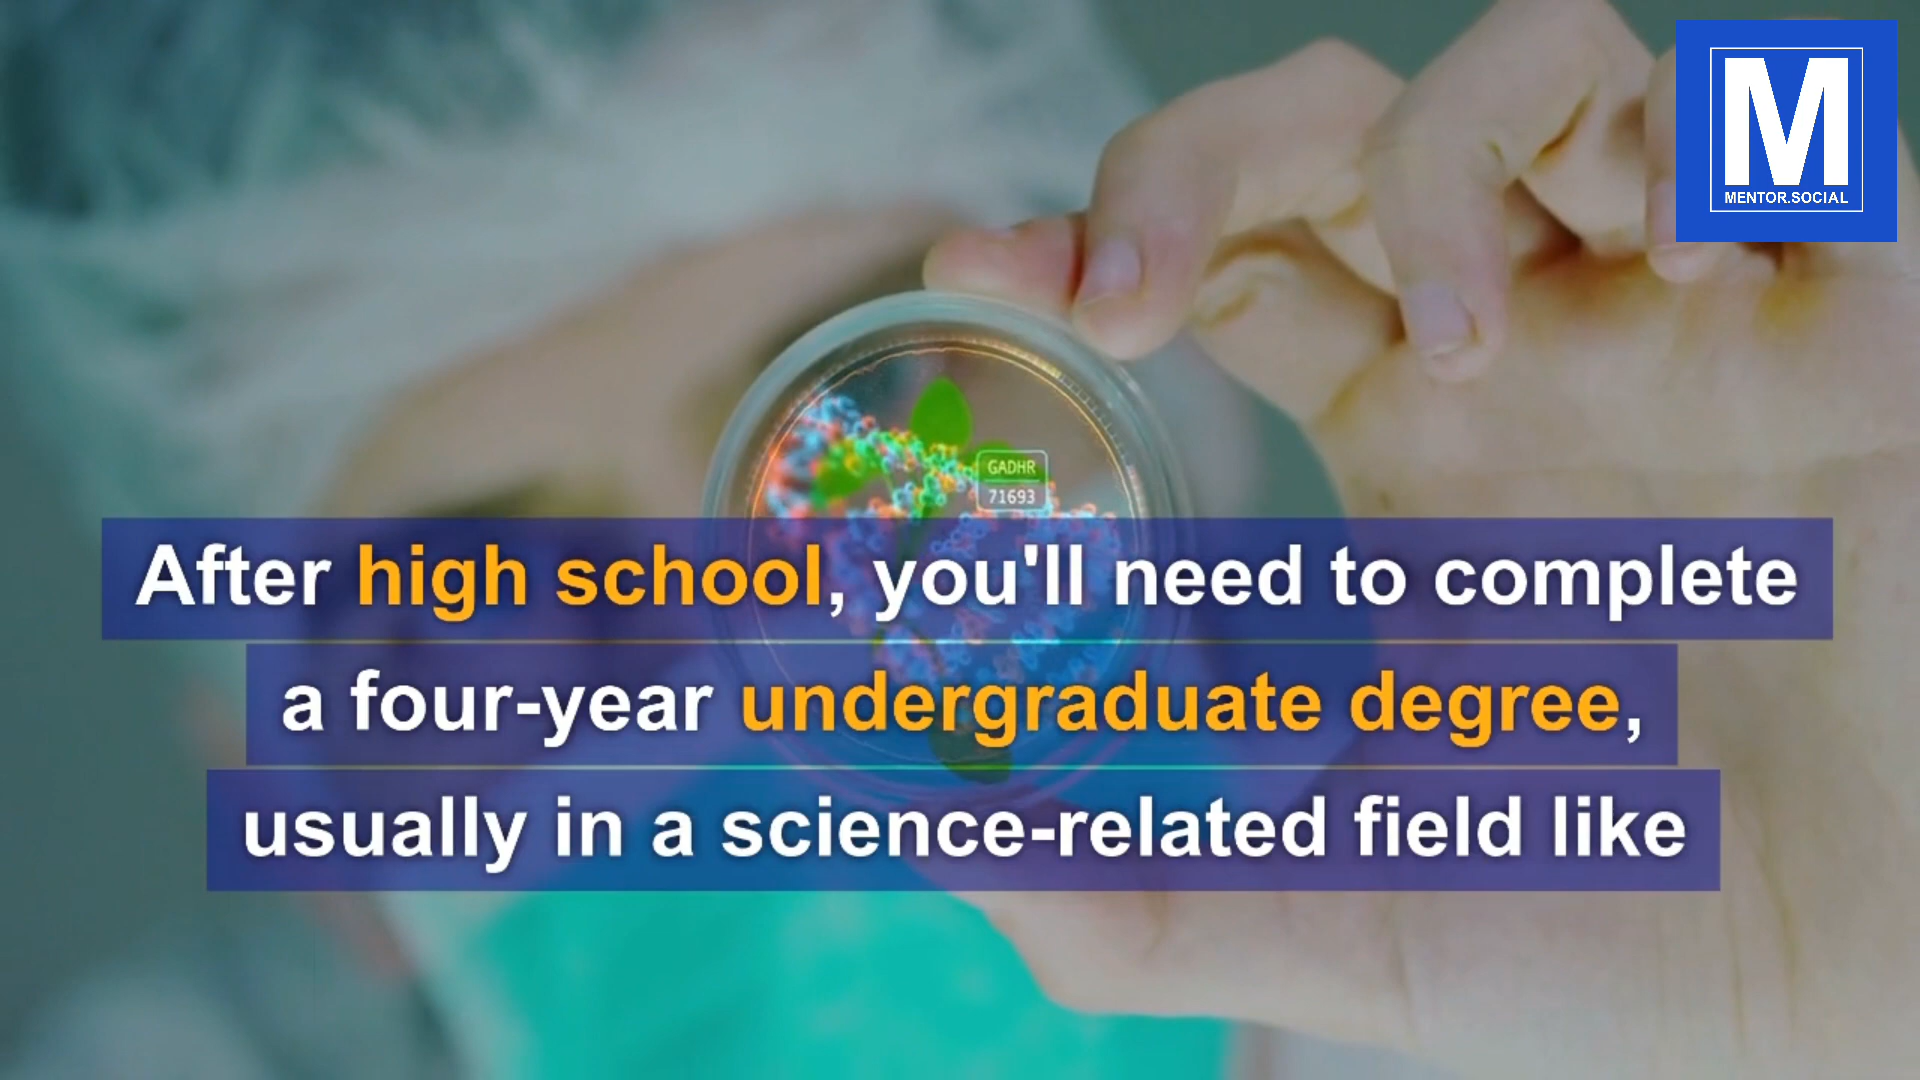 M
MENTOR.SOCIAL
GADHR
71693
After high school, you'll need to complete
a four-year undergraduate degree,
usually in a science-related field like